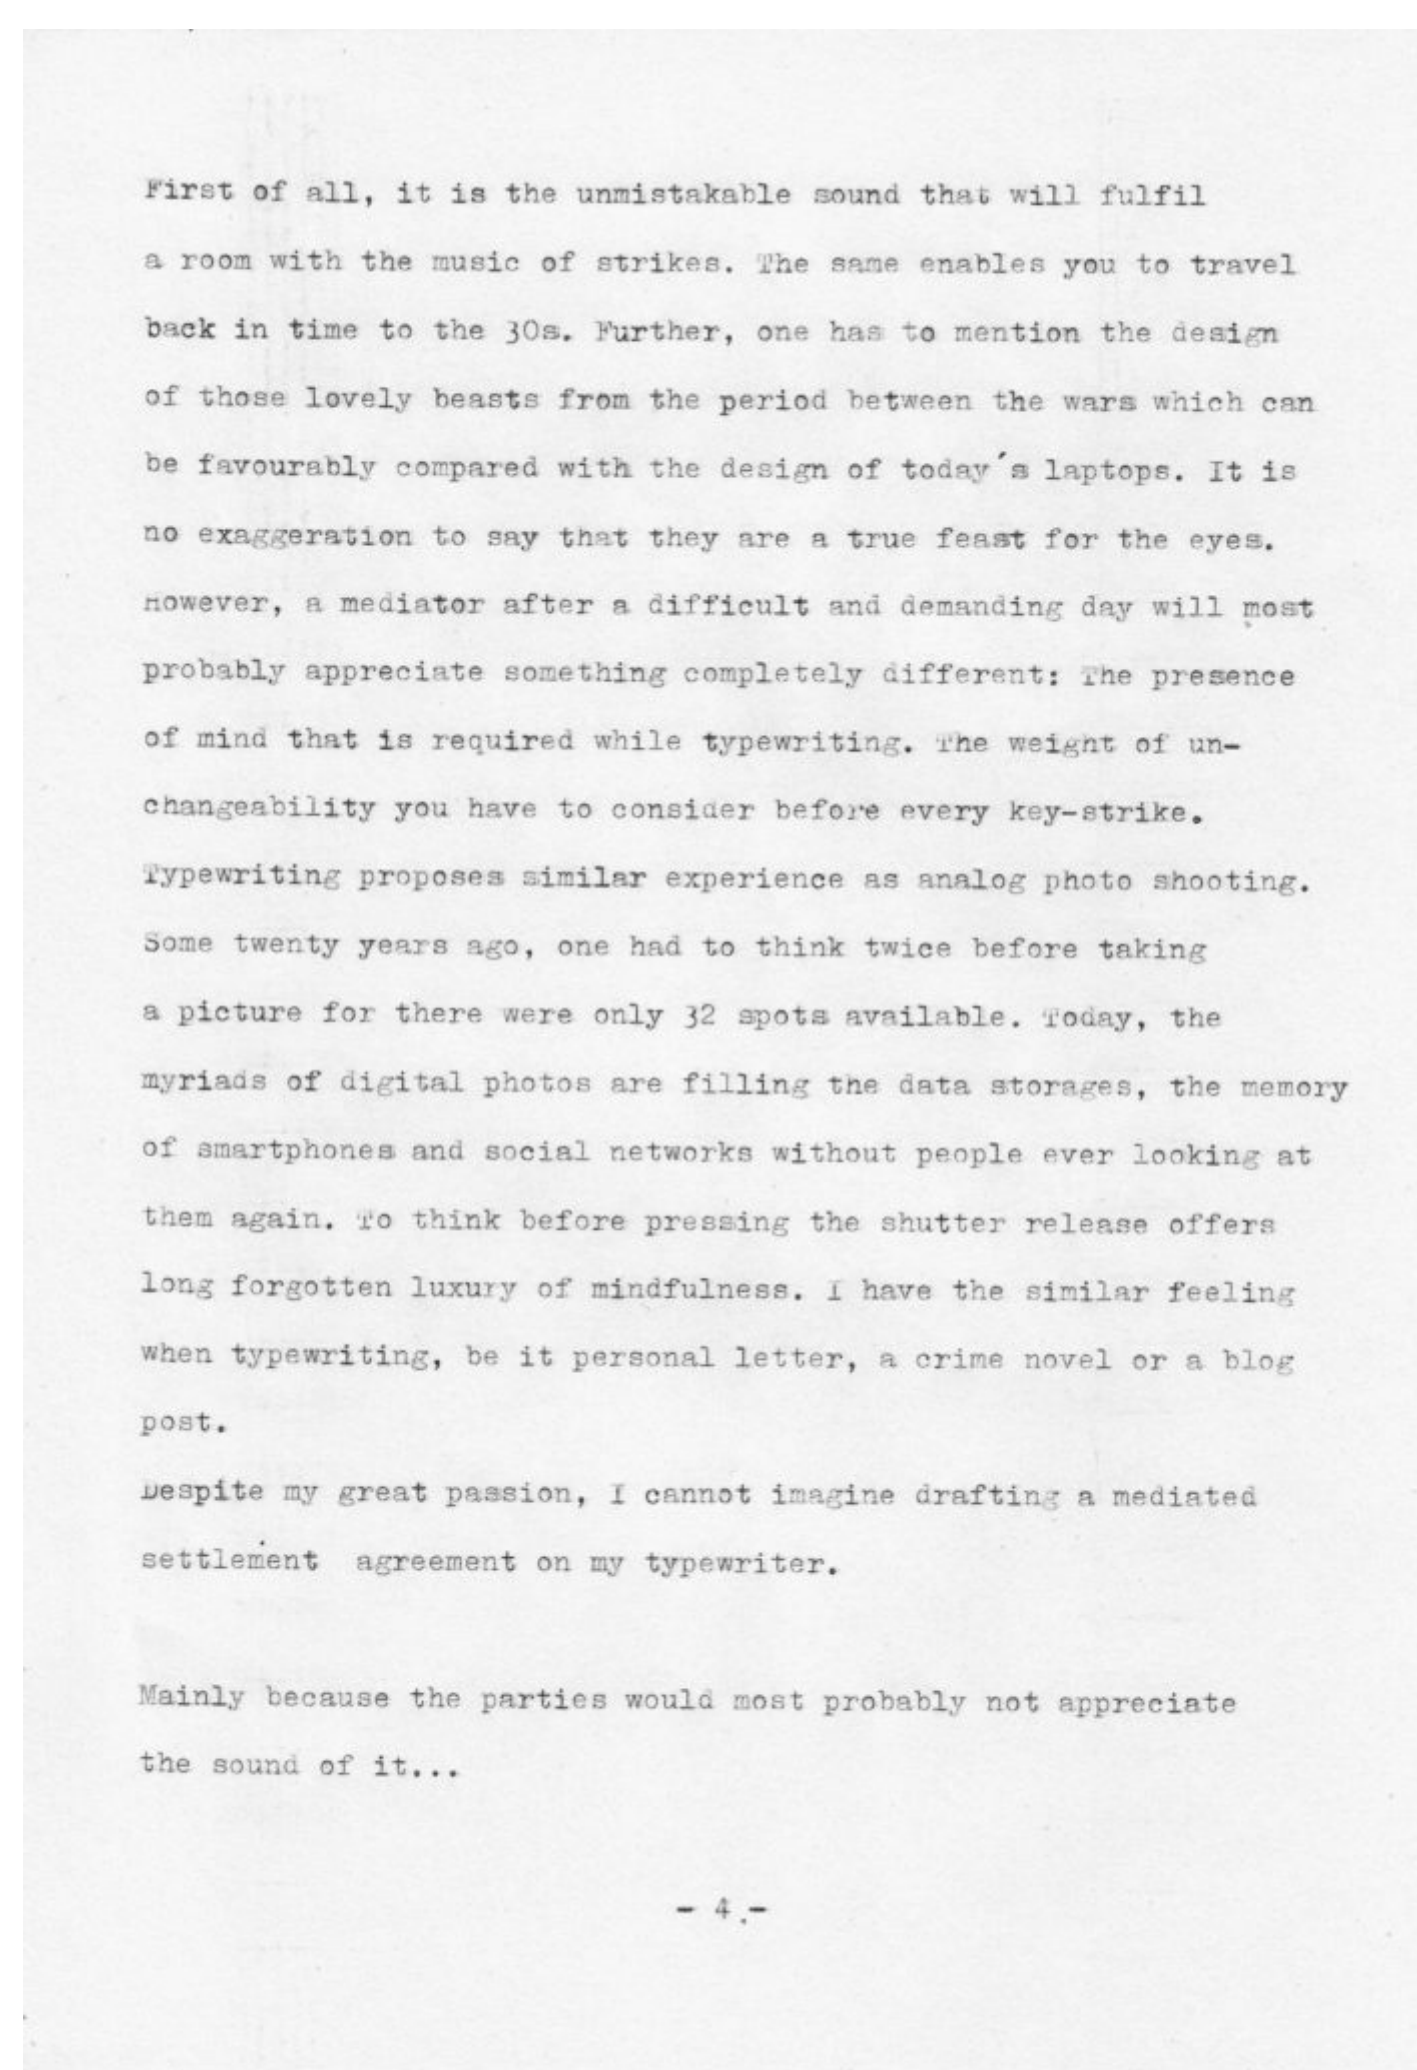 First of all, it is the unmistakable sound that will fulfil
a room with the music of strikes. The same enables you to travel
back in time to the 30s. Further, one has to mention the design
of those lovely beasts from the period between the wars which can
be favourably compared with the design of today´s laptops. It is
no exaggeration to say that they are a true feast for the eyes.
However, a mediator after a difficult and demanding day will most
probably appreciate something completely different: The presence
of mind that is required while typewriting. The weight of un-
changeability you have to consider before every key-strike.
Typewriting proposes similar experience as analog photo shooting.
Some twenty years ago, one had to think twice before taking
a picture for there were only 32 spots available. Today, the
myriads of digital photos are filling the data storages, the memory
of smartphones and social networks without people ever looking at
them again. To think before pressing the shutter release offers
long forgotten luxury of mindfulness. I have the similar feeling
when typewriting, be it personal letter, a crime novel or a blog
post.
Despite my great passion, I cannot imagine drafting a mediated
settlement  agreement on my typewriter.
Mainly because the parties would most probably not appreciate
the sound of it...
- 4 -